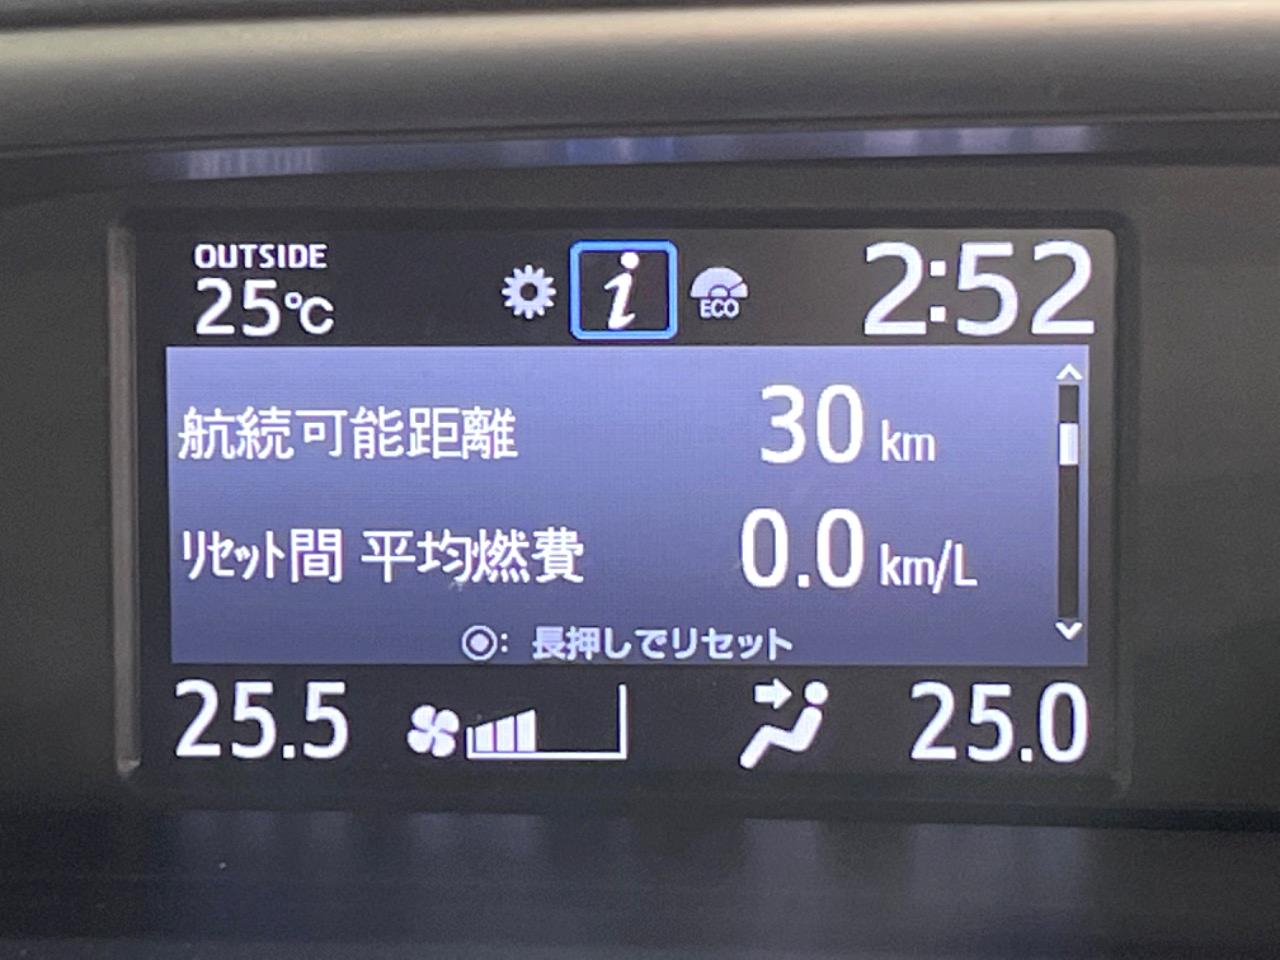 OUTSIDE
25℃
i
ECO
2:52
航続可能距離 30 km
ﾘｾｯﾄ間 平均燃費 0.0 km/L
◉: 長押しでリセット
25.5
25.0